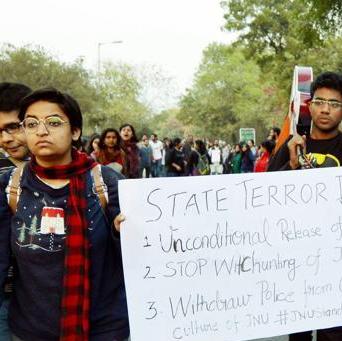 STATE TERROR I
1 Unconditional Release of
2 STOP WitcHunting of J
3. Withdraw Police from
culture of JNU #JNUStand